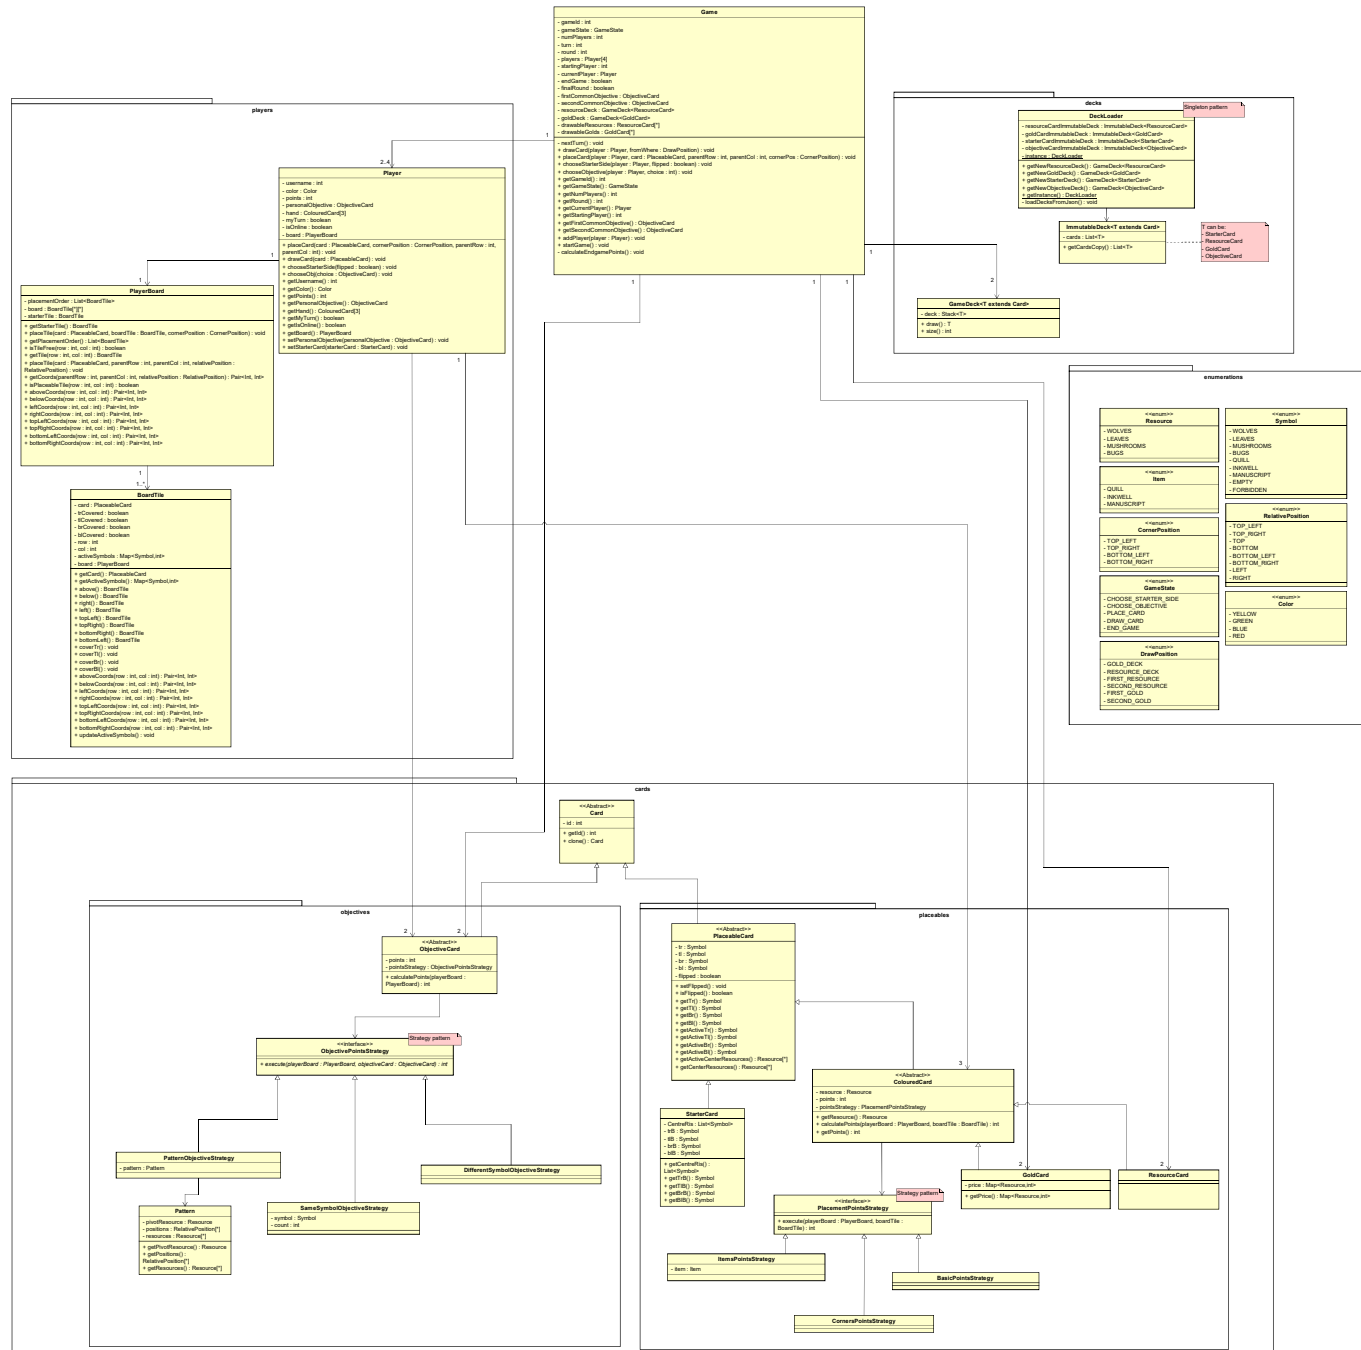 Game
- gameId : int
- gameState : GameState
- numPlayers : int
- turn : int
- round : int
- players : Player[4]
- startingPlayer : int
- currentPlayer : Player
- endGame : boolean
- finalRound : boolean
- firstCommonObjective : ObjectiveCard
- secondCommonObjective : ObjectiveCard
- resourceDeck : GameDeck<ResourceCard>
- goldDeck : GameDeck<GoldCard>
- drawableResources : ResourceCard[*]
- drawableGolds : GoldCard[*]
- nextTurn() : void
+ drawCard(player : Player, fromWhere : DrawPosition) : void
+ placeCard(player : Player, card : PlaceableCard, parentRow : int, parentCol : int, cornerPos : CornerPosition) : void
+ chooseStarterSide(player : Player, flipped : boolean) : void
+ chooseObjective(player : Player, choice : int) : void
+ getGameId() : int
+ getGameState() : GameState
+ getNumPlayers() : int
+ getRound() : int
+ getCurrentPlayer() : Player
+ getStartingPlayer() : int
+ getFirstCommonObjective() : ObjectiveCard
+ getSecondCommonObjective() : ObjectiveCard
+ addPlayer(player : Player) : void
+ startGame() : void
- calculateEndgamePoints() : void
1
1
1
1
1
players
2..4
Player
- username : int
- color : Color
- points : int
- personalObjective : ObjectiveCard
- hand : ColouredCard[3]
- myTurn : boolean
- isOnline : boolean
- board : PlayerBoard
+ placeCard(card : PlaceableCard, cornerPosition : CornerPosition, parentRow : int,
parentCol : int) : void
+ drawCard(card : PlaceableCard) : void
+ chooseStarterSide(flipped : boolean) : void
+ chooseObj(choice : ObjectiveCard) : void
+ getUsername() : int
+ getColor() : Color
+ getPoints() : int
+ getPersonalObjective() : ObjectiveCard
+ getHand() : ColouredCard[3]
+ getMyTurn() : boolean
+ getIsOnline() : boolean
+ getBoard() : PlayerBoard
+ setPersonalObjective(personalObjective : ObjectiveCard) : void
+ setStarterCard(starterCard : StarterCard) : void
1
1
1
1
PlayerBoard
- placementOrder : List<BoardTile>
- board : BoardTile[*][*]
- starterTile : BoardTile
+ getStarterTile() : BoardTile
+ placeTile(card : PlaceableCard, boardTile : BoardTile, cornerPosition : CornerPosition) : void
+ getPlacementOrder() : List<BoardTile>
+ isTileFree(row : int, col : int) : boolean
+ getTile(row : int, col : int) : BoardTile
+ placeTile(card : PlaceableCard, parentRow : int, parentCol : int, relativePosition :
RelativePosition) : void
+ getCoords(parentRow : int, parentCol : int, relativePosition : RelativePosition) : Pair<Int, Int>
+ isPlaceableTile(row : int, col : int) : boolean
+ aboveCoords(row : int, col : int) : Pair<Int, Int>
+ belowCoords(row : int, col : int) : Pair<Int, Int>
+ leftCoords(row : int, col : int) : Pair<Int, Int>
+ rightCoords(row : int, col : int) : Pair<Int, Int>
+ topLeftCoords(row : int, col : int) : Pair<Int, Int>
+ topRightCoords(row : int, col : int) : Pair<Int, Int>
+ bottomLeftCoords(row : int, col : int) : Pair<Int, Int>
+ bottomRightCoords(row : int, col : int) : Pair<Int, Int>
1
1..*
BoardTile
- card : PlaceableCard
- trCovered : boolean
- tlCovered : boolean
- brCovered : boolean
- blCovered : boolean
- row : int
- col : int
- activeSymbols : Map<Symbol,int>
- board : PlayerBoard
+ getCard() : PlaceableCard
+ getActiveSymbols() : Map<Symbol,int>
+ above() : BoardTile
+ below() : BoardTile
+ right() : BoardTile
+ left() : BoardTile
+ topLeft() : BoardTile
+ topRight() : BoardTile
+ bottomRight() : BoardTile
+ bottomLeft() : BoardTile
+ coverTr() : void
+ coverTl() : void
+ coverBr() : void
+ coverBl() : void
+ aboveCoords(row : int, col : int) : Pair<Int, Int>
+ belowCoords(row : int, col : int) : Pair<Int, Int>
+ leftCoords(row : int, col : int) : Pair<Int, Int>
+ rightCoords(row : int, col : int) : Pair<Int, Int>
+ topLeftCoords(row : int, col : int) : Pair<Int, Int>
+ topRightCoords(row : int, col : int) : Pair<Int, Int>
+ bottomLeftCoords(row : int, col : int) : Pair<Int, Int>
+ bottomRightCoords(row : int, col : int) : Pair<Int, Int>
+ updateActiveSymbols() : void
decks
Singleton pattern
DeckLoader
- resourceCardImmutableDeck : ImmutableDeck<ResourceCard>
- goldCardImmutableDeck : ImmutableDeck<GoldCard>
- starterCardImmutableDeck : ImmutableDeck<StarterCard>
- objectiveCardImmutableDeck : ImmutableDeck<ObjectiveCard>
- instance : DeckLoader
+ getNewResourceDeck() : GameDeck<ResourceCard>
+ getNewGoldDeck() : GameDeck<GoldCard>
+ getNewStarterDeck() : GameDeck<StarterCard>
+ getNewObjectiveDeck() : GameDeck<ObjectiveCard>
+ getInstance() : DeckLoader
- loadDecksFromJson() : void
ImmutableDeck<T extends Card>
- cards : List<T>
+ getCardsCopy() : List<T>
T can be:
- StarterCard
- ResourceCard
- GoldCard
- ObjectiveCard
2
GameDeck<T extends Card>
- deck : Stack<T>
+ draw() : T
+ size() : int
enumerations
<<enum>>
Resource
- WOLVES
- LEAVES
- MUSHROOMS
- BUGS
<<enum>>
Symbol
- WOLVES
- LEAVES
- MUSHROOMS
- BUGS
- QUILL
- INKWELL
- MANUSCRIPT
- EMPTY
- FORBIDDEN
<<enum>>
Item
- QUILL
- INKWELL
- MANUSCRIPT
<<enum>>
RelativePosition
- TOP_LEFT
- TOP_RIGHT
- TOP
- BOTTOM
- BOTTOM_LEFT
- BOTTOM_RIGHT
- LEFT
- RIGHT
<<enum>>
CornerPosition
- TOP_LEFT
- TOP_RIGHT
- BOTTOM_LEFT
- BOTTOM_RIGHT
<<enum>>
GameState
- CHOOSE_STARTER_SIDE
- CHOOSE_OBJECTIVE
- PLACE_CARD
- DRAW_CARD
- END_GAME
<<enum>>
Color
- YELLOW
- GREEN
- BLUE
- RED
<<enum>>
DrawPosition
- GOLD_DECK
- RESOURCE_DECK
- FIRST_RESOURCE
- SECOND_RESOURCE
- FIRST_GOLD
- SECOND_GOLD
cards
<<Abstract>>
Card
- id : int
+ getId() : int
+ clone() : Card
objectives
2
2
<<Abstract>>
ObjectiveCard
- points : int
- pointsStrategy : ObjectivePointsStrategy
+ calculatePoints(playerBoard :
PlayerBoard) : int
Strategy pattern
<<interface>>
ObjectivePointsStrategy
+ execute(playerBoard : PlayerBoard, objectiveCard : ObjectiveCard) : int
PatternObjectiveStrategy
- pattern : Pattern
DifferentSymbolObjectiveStrategy
SameSymbolObjectiveStrategy
- symbol : Symbol
- count : int
Pattern
- pivotResource : Resource
- positions : RelativePosition[*]
- resources : Resource[*]
+ getPivotResource() : Resource
+ getPositions() :
RelativePosition[*]
+ getResources() : Resource[*]
placeables
<<Abstract>>
PlaceableCard
- tr : Symbol
- tl : Symbol
- br : Symbol
- bl : Symbol
- flipped : boolean
+ setFlipped() : void
+ isFlipped() : boolean
+ getTr() : Symbol
+ getTl() : Symbol
+ getBr() : Symbol
+ getBl() : Symbol
+ getActiveTr() : Symbol
+ getActiveTl() : Symbol
+ getActiveBr() : Symbol
+ getActiveBl() : Symbol
+ getActiveCenterResources() : Resource[*]
+ getCenterResources() : Resource[*]
3
<<Abstract>>
ColouredCard
- resource : Resource
- points : int
- pointsStrategy : PlacementPointsStrategy
+ getResource() : Resource
+ calculatePoints(playerBoard : PlayerBoard, boardTile : BoardTile) : int
+ getPoints() : int
StarterCard
- CentreRis : List<Symbol>
- trB : Symbol
- tlB : Symbol
- brB : Symbol
- blB : Symbol
+ getCentreRis() :
List<Symbol>
+ getTrB() : Symbol
+ getTlB() : Symbol
+ getBrB() : Symbol
+ getBlB() : Symbol
2
GoldCard
- price : Map<Resource,int>
+ getPrice() : Map<Resource,int>
2
ResourceCard
Strategy pattern
<<interface>>
PlacementPointsStrategy
+ execute(playerBoard : PlayerBoard, boardTile :
BoardTile) : int
ItemsPointsStrategy
- item : Item
BasicPointsStrategy
CornersPointsStrategy